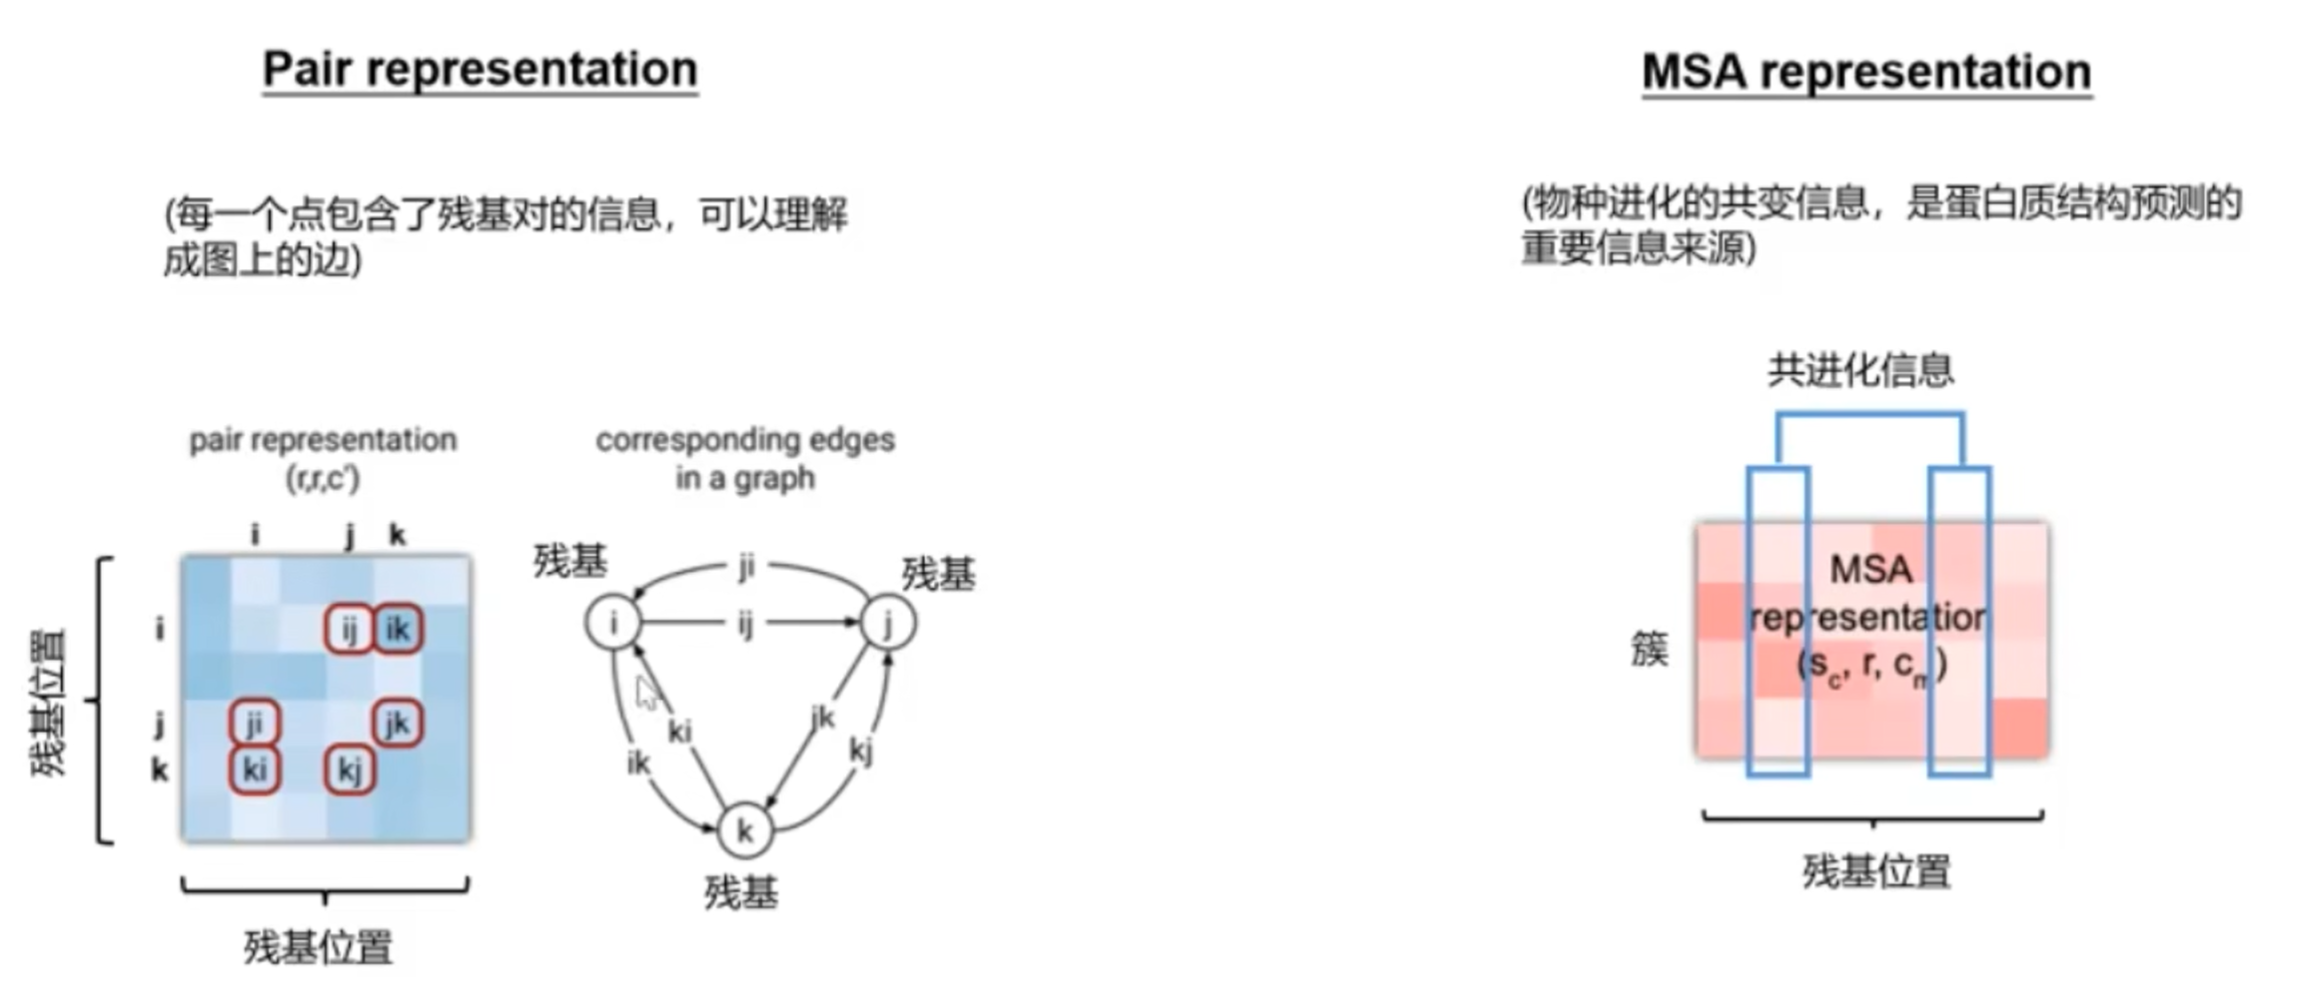 Pair representation
(每一个点包含了残基对的信息，可以理解
成图上的边)
pair representation
(r,r,c')
i j k
残基位置
i
ij ik
j
ji jk
k
ki kj
残基位置
corresponding edges
in a graph
残基
残基
ji
i
ij
j
ki
jk
ik
kj
k
残基
MSA representation
(物种进化的共变信息，是蛋白质结构预测的
重要信息来源)
共进化信息
簇
MSA
representation
(s_c, r, c_m)
残基位置